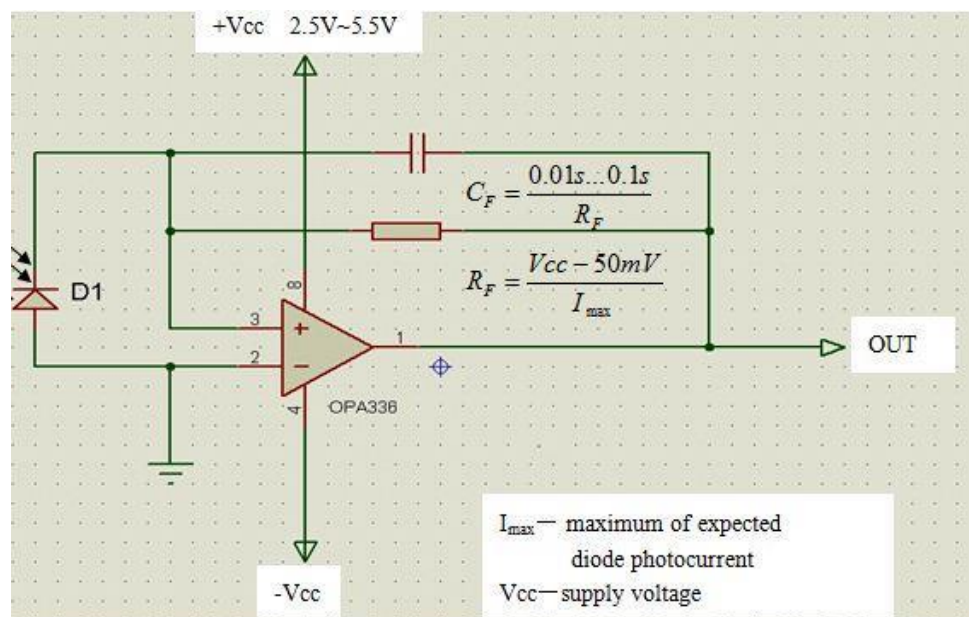 +Vcc 2.5V~5.5V
C_F = 0.01s...0.1s / R_F
D1
R_F = Vcc - 50mV / I_max
8
3
+
1
OUT
2
−
4
OPA336
I_max— maximum of expected
diode photocurrent
-Vcc
Vcc—supply voltage